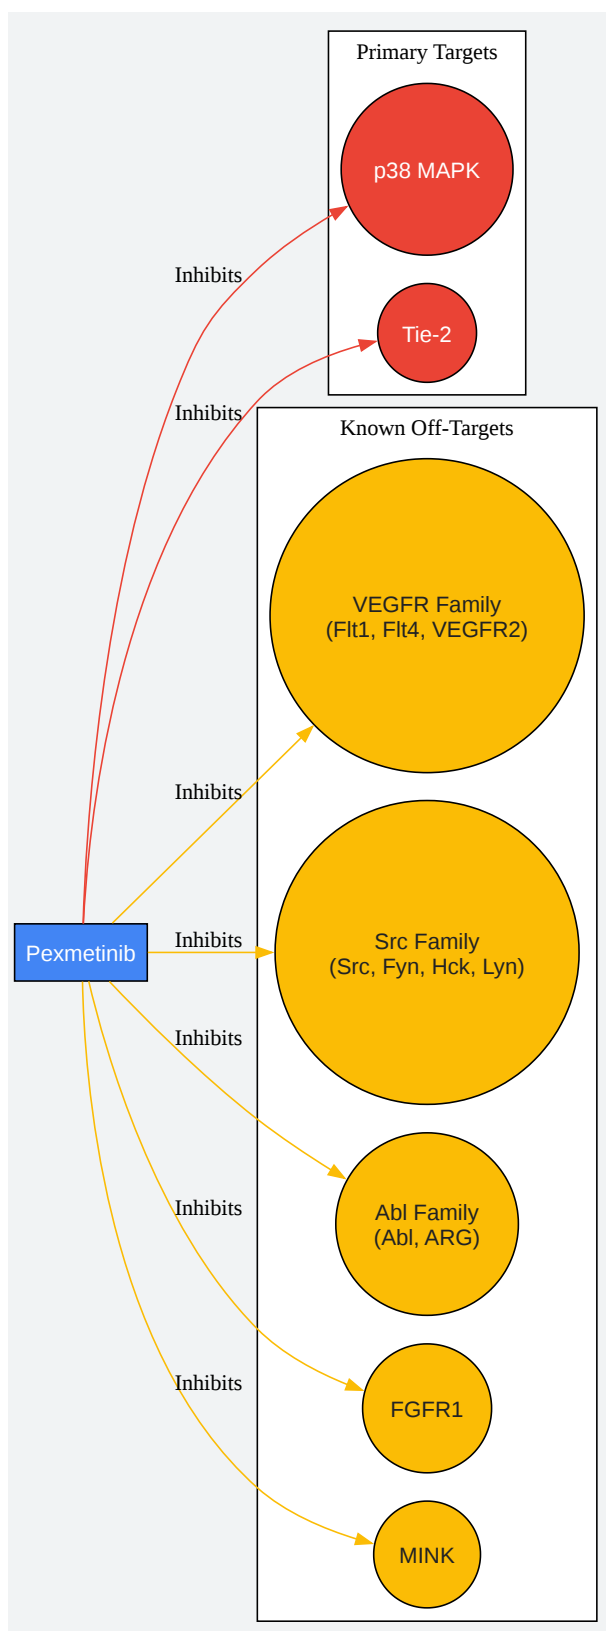 Primary Targets
p38 MAPK
Inhibits
Tie-2
Inhibits
Known Off-Targets
VEGFR Family
(Flt1, Flt4, VEGFR2)
Inhibits
Pexmetinib
Inhibits
Src Family
(Src, Fyn, Hck, Lyn)
Inhibits
Abl Family
(Abl, ARG)
Inhibits
FGFR1
Inhibits
MINK